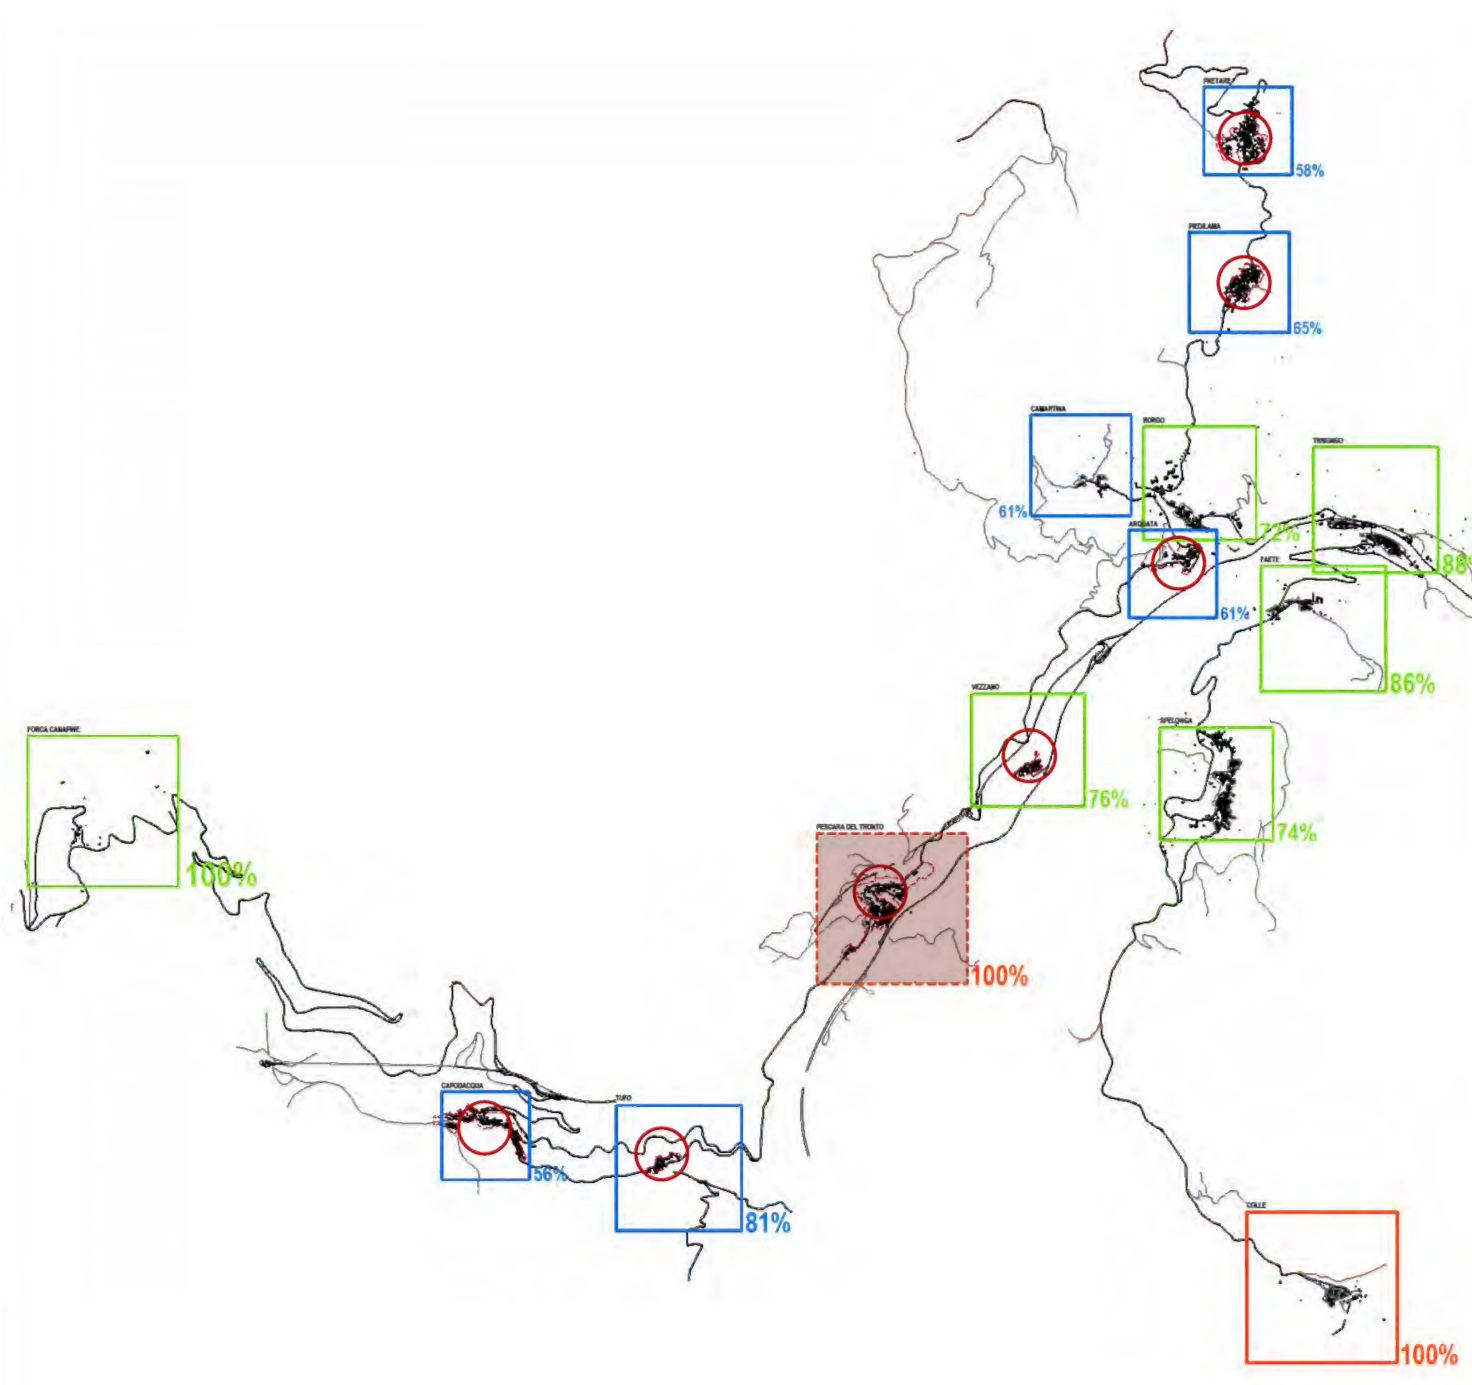 PRETARE
58%
PIEDILAMA
65%
CAMARTINA
61%
BORGO
72%
TRISUNGO
88%
ARQUATA
61%
FAETE
86%
VEZZANO
76%
SPELONGA
74%
FORCA CANAPINE
100%
PESCARA DEL TRONTO
100%
CAPODACQUA
56%
TUFO
81%
COLLE
100%